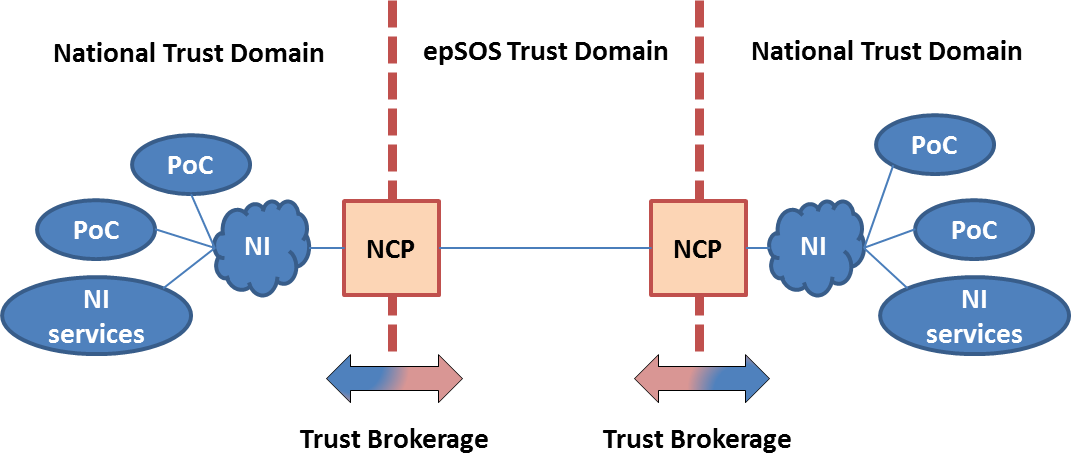 National Trust Domain
epSOS Trust Domain
National Trust Domain
PoC
PoC
NI
services
NI
NCP
NCP
NI
PoC
PoC
NI
services
Trust Brokerage
Trust Brokerage